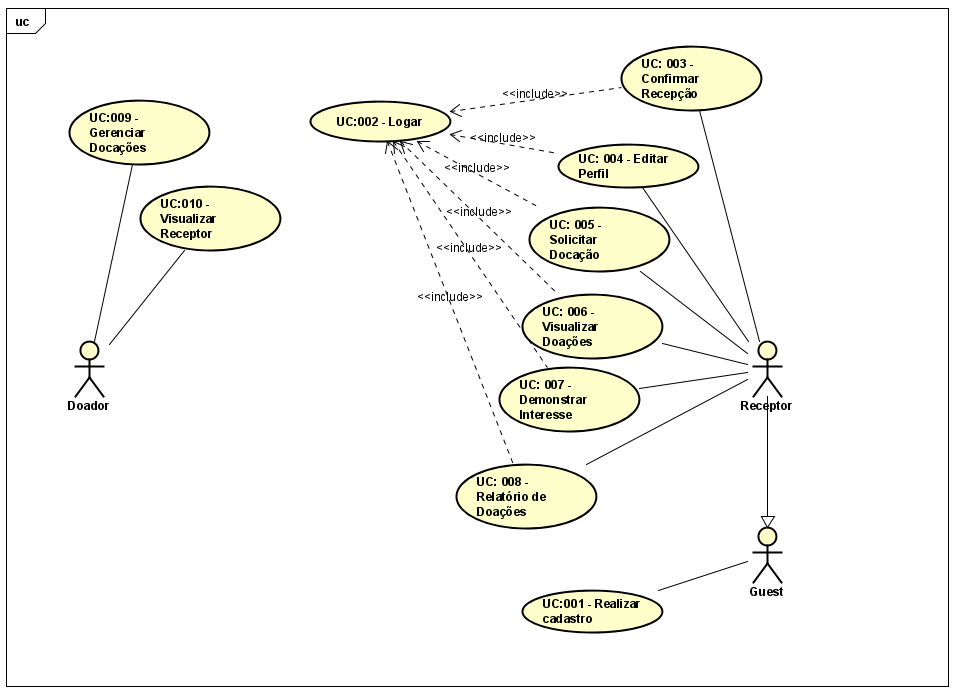 uc
UC: 003 -
Confirmar
Recepção
<<include>>
UC:009 -
Gerenciar
Docações
UC:002 - Logar
<<include>>
UC: 004 - Editar
Perfil
<<include>>
UC:010 -
Visualizar
Receptor
<<include>>
UC: 005 -
Solicitar
Docação
<<include>>
<<include>>
UC: 006 -
Visualizar
Doações
UC: 007 -
Demonstrar
Interesse
Doador
Receptor
UC: 008 -
Relatório de
Doações
Guest
UC:001 - Realizar
cadastro